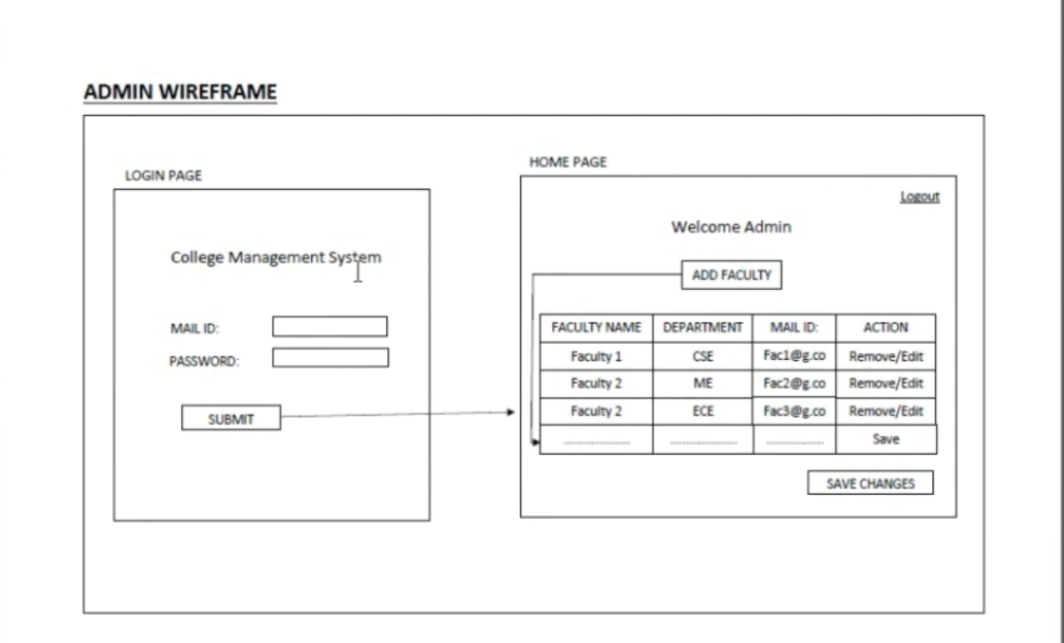 ADMIN WIREFRAME
LOGIN PAGE
College Management System
MAIL ID:
PASSWORD:
SUBMIT
HOME PAGE
Logout
Welcome Admin
ADD FACULTY
FACULTY NAME DEPARTMENT MAIL ID: ACTION
Faculty 1 CSE Fac1@g.co Remove/Edit
Faculty 2 ME Fac2@g.co Remove/Edit
Faculty 2 ECE Fac3@g.co Remove/Edit
........................ ........................ ........................ Save
SAVE CHANGES